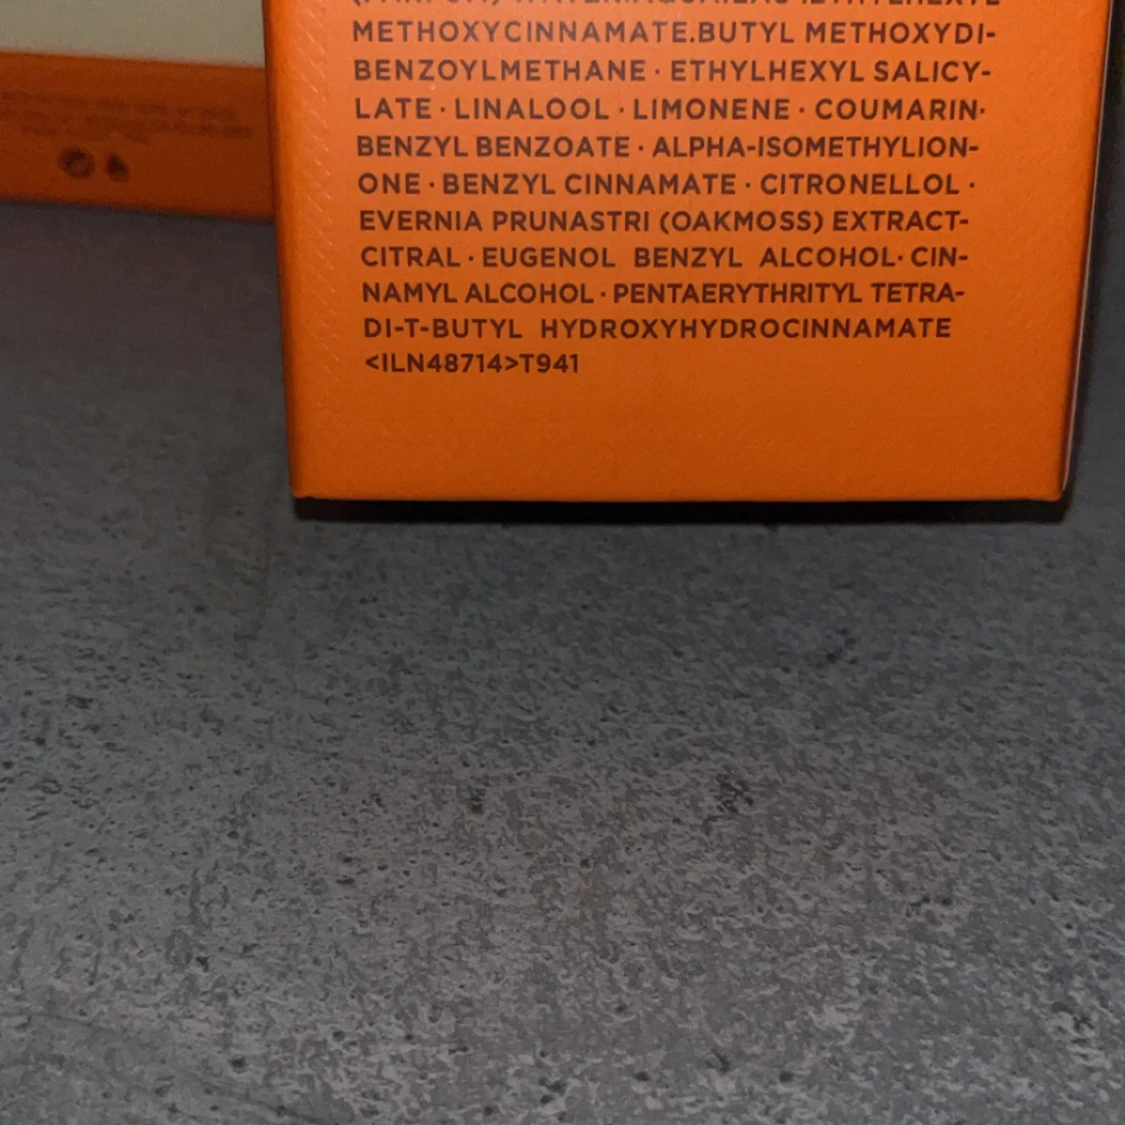 METHOXYCINNAMATE.BUTYL METHOXYDI-
BENZOYLMETHANE · ETHYLHEXYL SALICY-
LATE · LINALOOL · LIMONENE · COUMARIN·
BENZYL BENZOATE · ALPHA-ISOMETHYLION-
ONE · BENZYL CINNAMATE · CITRONELLOL ·
EVERNIA PRUNASTRI (OAKMOSS) EXTRACT-
CITRAL · EUGENOL BENZYL ALCOHOL· CIN-
NAMYL ALCOHOL · PENTAERYTHRITYL TETRA-
DI-T-BUTYL HYDROXYHYDROCINNAMATE
<ILN48714>T941